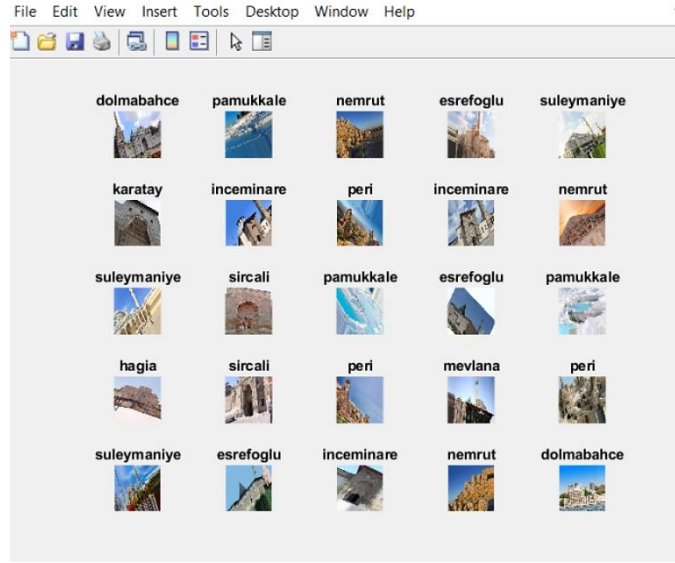 File Edit View Insert Tools Desktop Window Help
dolmabahce pamukkale nemrut esrefoglu suleymaniye
karatay inceminare peri inceminare nemrut
suleymaniye sircali pamukkale esrefoglu pamukkale
hagia sircali peri mevlana peri
suleymaniye esrefoglu inceminare nemrut dolmabahce